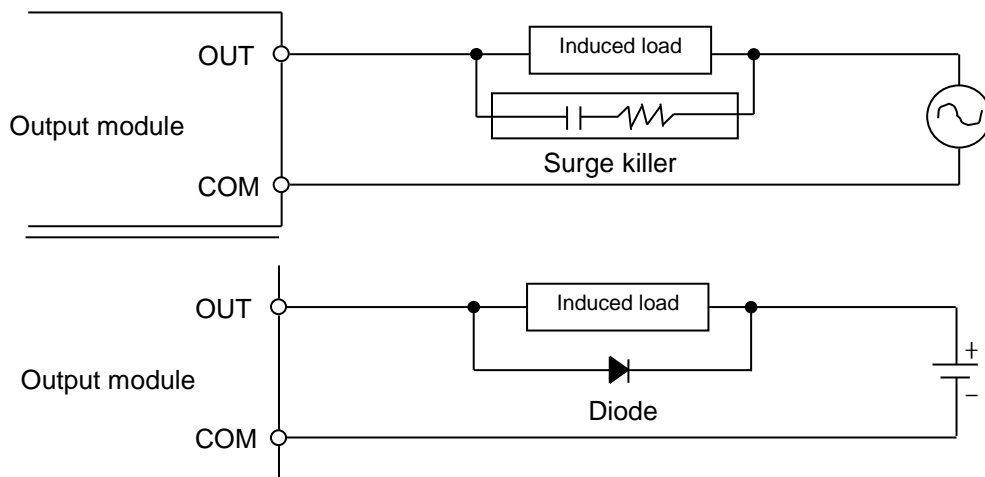 OUT
Induced load
Output module
Surge killer
COM
OUT
Induced load
+
Output module
−
Diode
COM